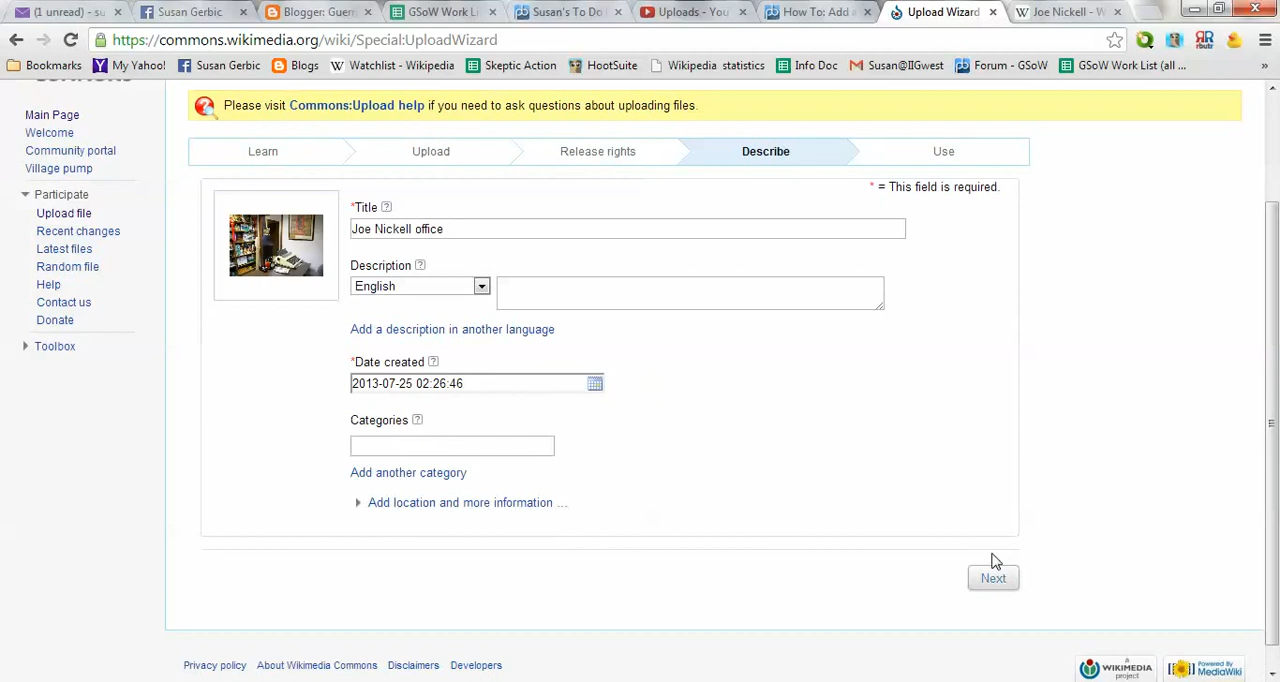 (1 unread) - su
Susan Gerbic
Blogger: Guerr
GSoW Work Li
Susan's To Do
Uploads - You
How To: Add a
Upload Wizard
Joe Nickell - W
https://commons.wikimedia.org/wiki/Special:UploadWizard
Bookmarks
My Yahoo!
Susan Gerbic
Blogs
Watchlist - Wikipedia
Skeptic Action
HootSuite
Wikipedia statistics
Info Doc
Susan@IIGwest
Forum - GSoW
GSoW Work List (all ...
»
Main Page
Welcome
Community portal
Village pump
Participate
Upload file
Recent changes
Latest files
Random file
Help
Contact us
Donate
Toolbox
Please visit Commons:Upload help if you need to ask questions about uploading files.
Learn
Upload
Release rights
Describe
Use
* = This field is required.
*Title ?
Joe Nickell office
Description ?
English
Add a description in another language
*Date created ?
2013-07-25 02:26:46
Categories ?
Add another category
Add location and more information ...
Next
Privacy policy
About Wikimedia Commons
Disclaimers
Developers
A
WIKIMEDIA
project
Powered By
MediaWiki